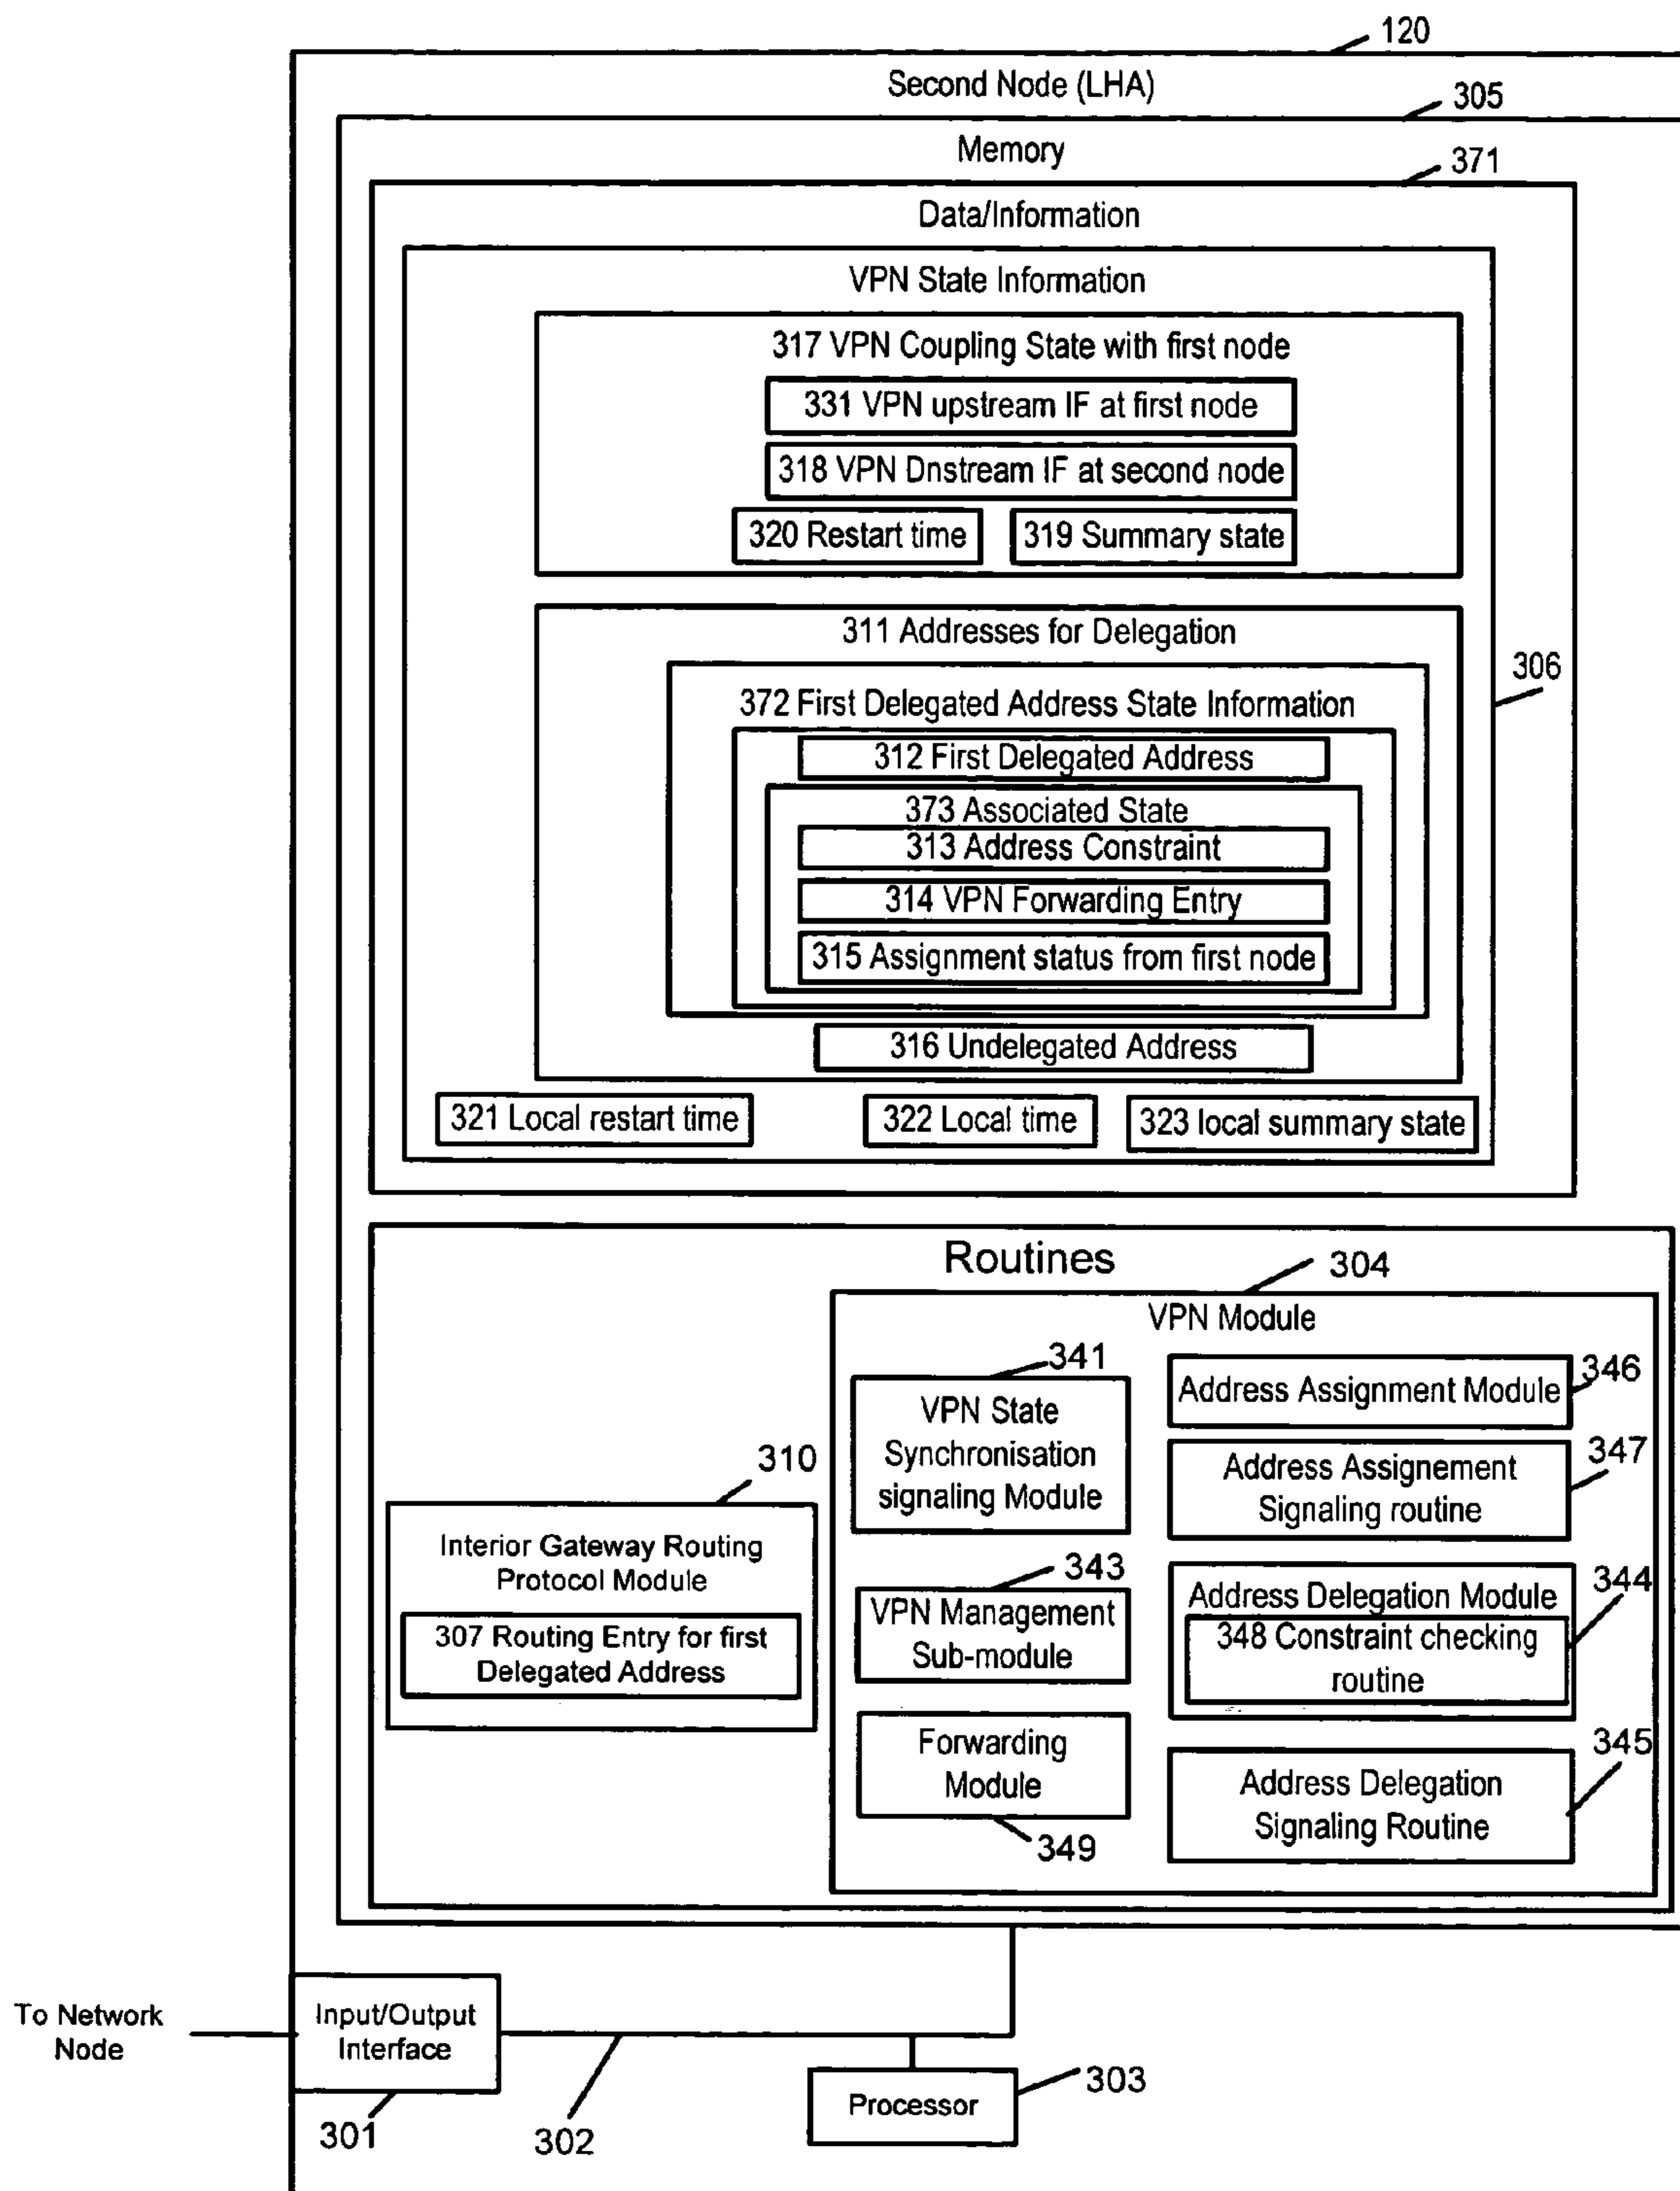 120
Second Node (LHA)
305
Memory
371
Data/Information
VPN State Information
317 VPN Coupling State with first node
331 VPN upstream IF at first node
318 VPN Dnstream IF at second node
320 Restart time
319 Summary state
311 Addresses for Delegation
306
372 First Delegated Address State Information
312 First Delegated Address
373 Associated State
313 Address Constraint
314 VPN Forwarding Entry
315 Assignment status from first node
316 Undelegated Address
321 Local restart time
322 Local time
323 local summary state
Routines
304
VPN Module
341
VPN State
Synchronisation
signaling Module
346
Address Assignment Module
347
Address Assignement
Signaling routine
310
Interior Gateway Routing
Protocol Module
307 Routing Entry for first
Delegated Address
343
VPN Management
Sub-module
344
Address Delegation Module
348 Constraint checking
routine
Forwarding
Module
349
345
Address Delegation
Signaling Routine
To Network
Node
Input/Output
Interface
301
302
Processor
303